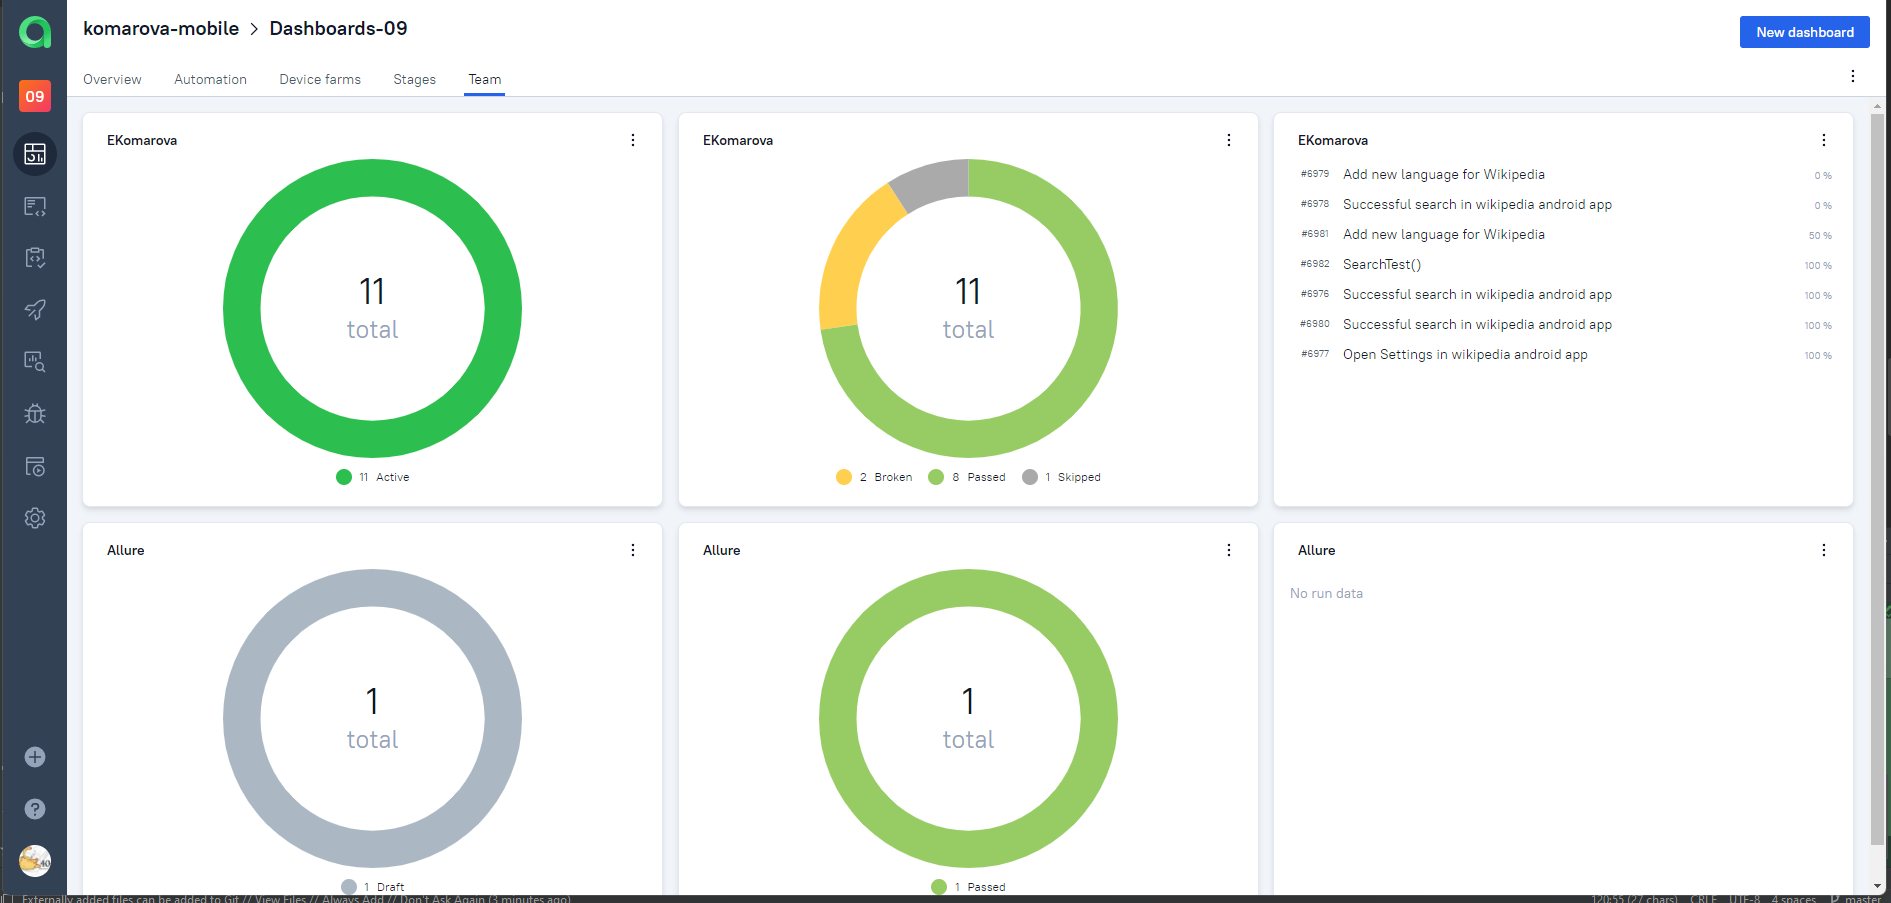 komarova-mobile > Dashboards-09
New dashboard
Overview Automation Device farms Stages Team
09
EKomarova
11
total
11 Active
EKomarova
11
total
2 Broken 8 Passed 1 Skipped
EKomarova
#6979 Add new language for Wikipedia 0 %
#6978 Successful search in wikipedia android app 0 %
#6981 Add new language for Wikipedia 50 %
#6982 SearchTest() 100 %
#6976 Successful search in wikipedia android app 100 %
#6980 Successful search in wikipedia android app 100 %
#6977 Open Settings in wikipedia android app 100 %
Allure
1
total
1 Draft
Allure
1
total
1 Passed
Allure
No run data
Externally added files can be added to Git // View Files // Always Add // Don't Ask Again (3 minutes ago)
120:55 (27 chars) CRLF UTF-8 4 spaces master